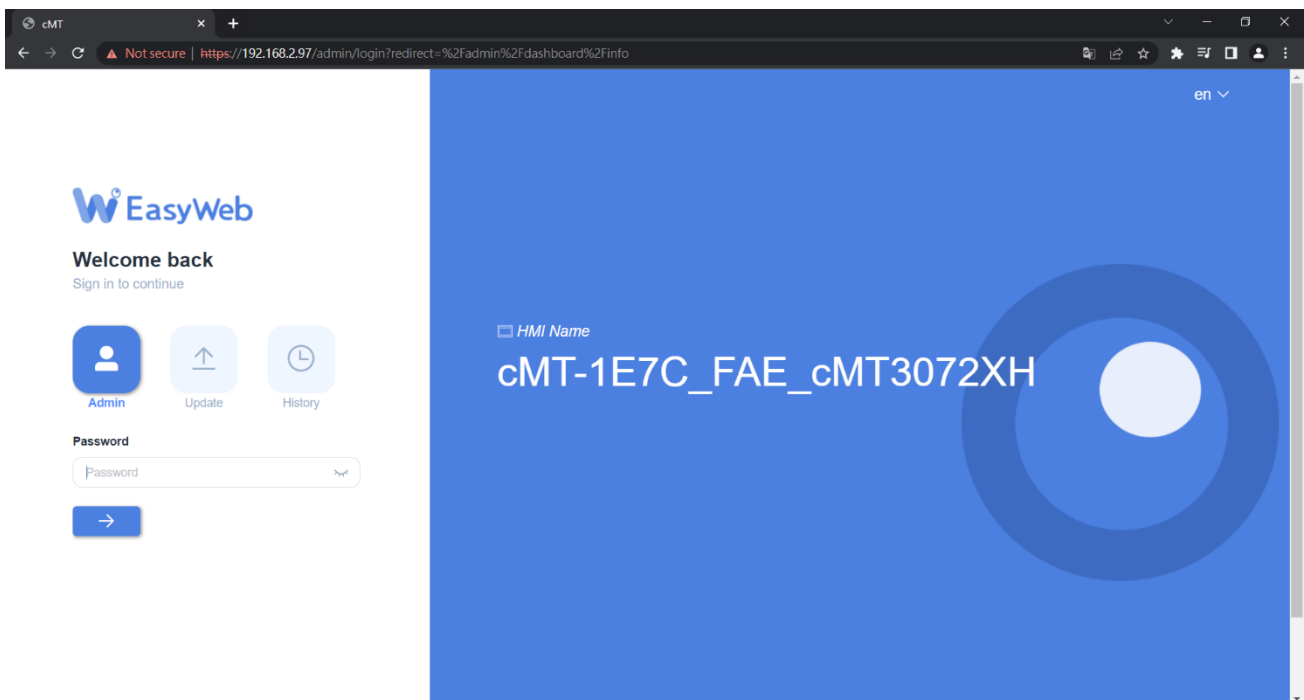 cMT
Not secure | https://192.168.2.97/admin/login?redirect=%2Fadmin%2Fdashboard%2Finfo
en
EasyWeb
Welcome back
Sign in to continue
Admin
Update
History
Password
Password
HMI Name
cMT-1E7C_FAE_cMT3072XH